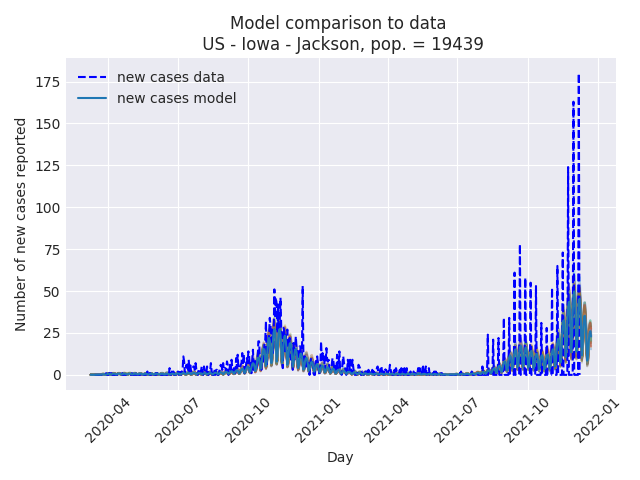 Model comparison to data
US - Iowa - Jackson, pop. = 19439
new cases data
new cases model
Number of new cases reported
175
150
125
100
75
50
25
0
2020-04
2020-07
2020-10
2021-01
2021-04
2021-07
2021-10
2022-01
Day